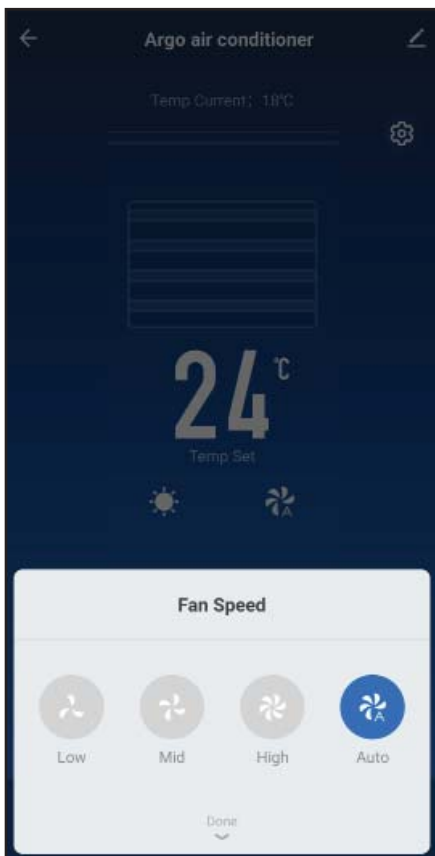 Argo air conditioner
Temp Current: 18℃
24℃
Temp Set
A
Fan Speed
A
Low Mid High Auto
Done